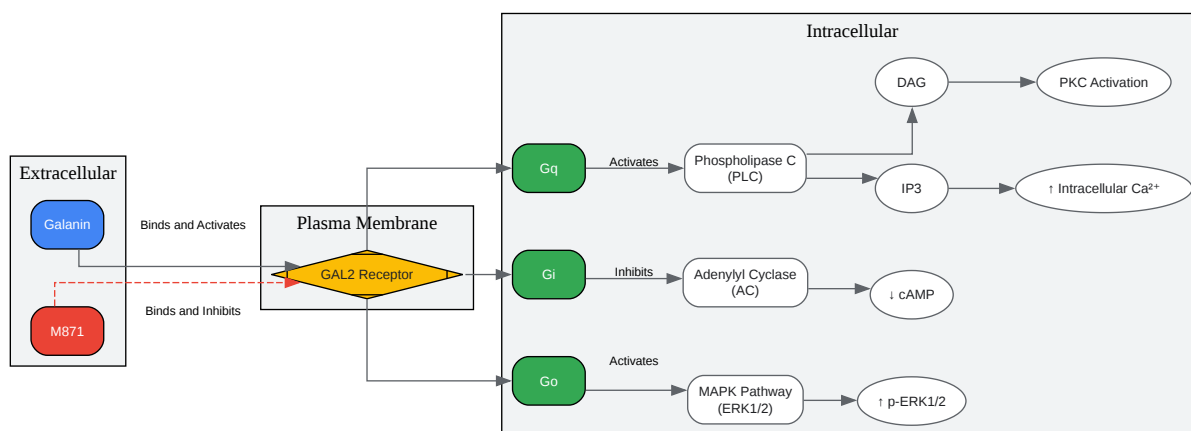 Intracellular
DAG
PKC Activation
Gq
Activates
Phospholipase C
(PLC)
IP3
↑ Intracellular Ca²⁺
Extracellular
Galanin
Binds and Activates
Plasma Membrane
GAL2 Receptor
Gi
Inhibits
Adenylyl Cyclase
(AC)
↓ cAMP
M871
Binds and Inhibits
Go
Activates
MAPK Pathway
(ERK1/2)
↑ p-ERK1/2